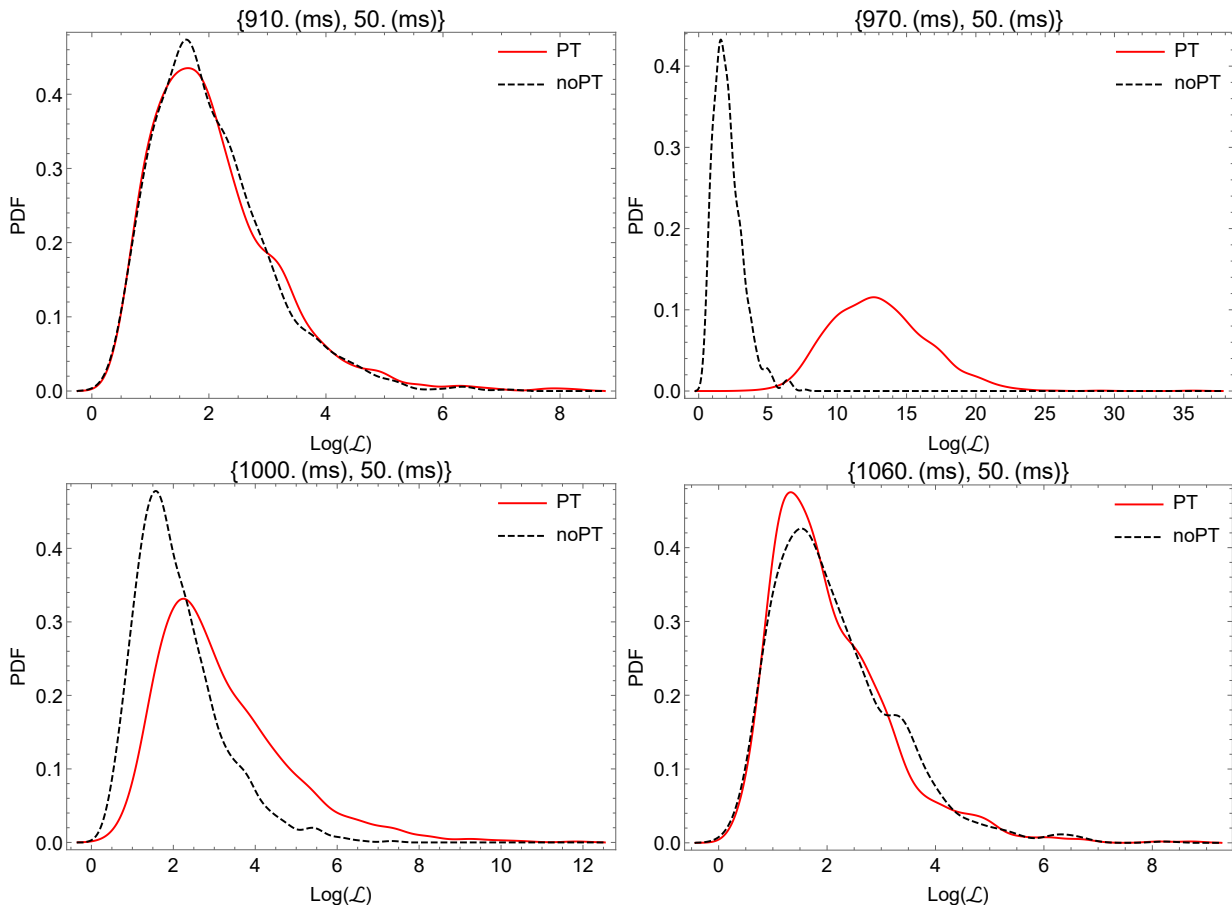 {910. (ms), 50. (ms)}
PT
noPT
PDF
0.4
0.3
0.2
0.1
0.0
0 2 4 6 8
Log(ℒ)
{970. (ms), 50. (ms)}
PT
noPT
PDF
0.4
0.3
0.2
0.1
0.0
0 5 10 15 20 25 30 35
Log(ℒ)
{1000. (ms), 50. (ms)}
PT
noPT
PDF
0.4
0.3
0.2
0.1
0.0
0 2 4 6 8 10 12
Log(ℒ)
{1060. (ms), 50. (ms)}
PT
noPT
PDF
0.4
0.3
0.2
0.1
0.0
0 2 4 6 8
Log(ℒ)